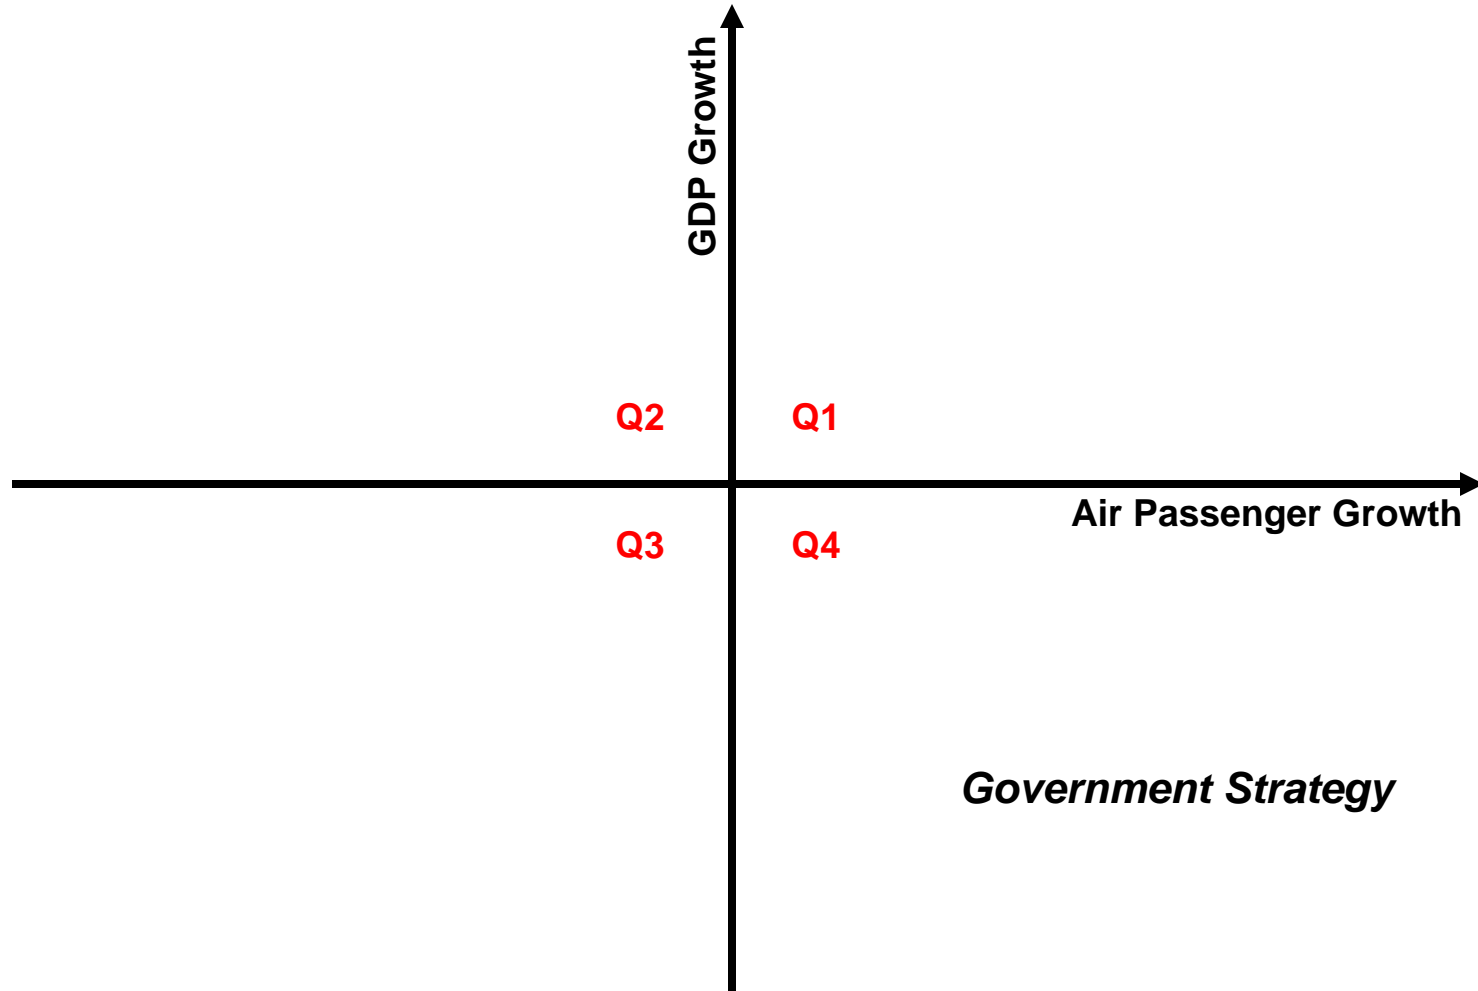 GDP Growth
Q2
Q1
Air Passenger Growth
Q3
Q4
Government Strategy